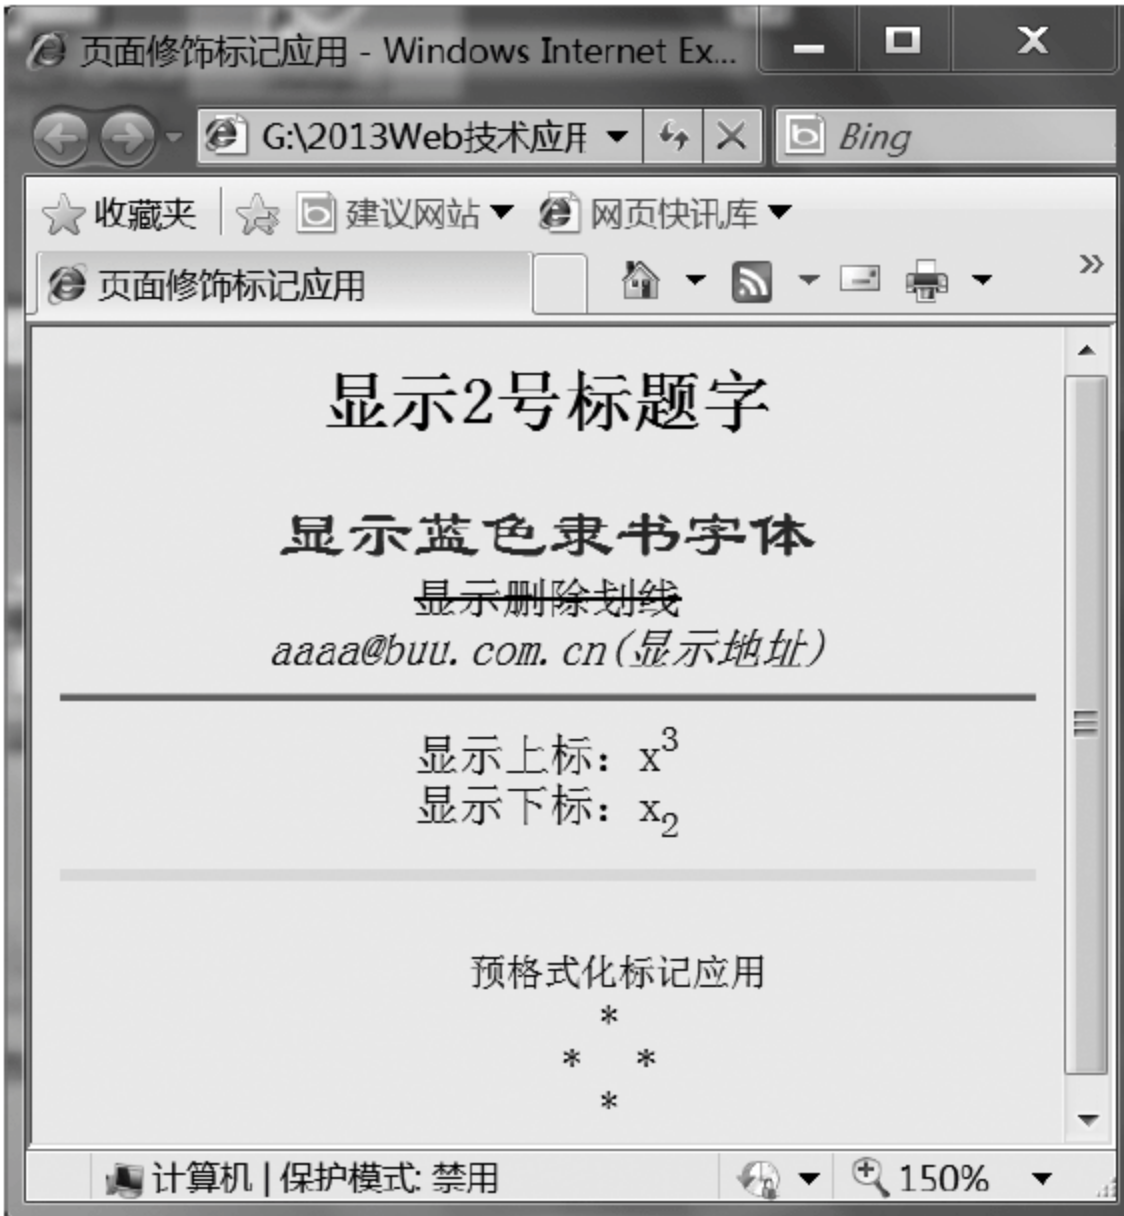 页面修饰标记应用 - Windows Internet Ex...
G:\2013Web技术应用 Bing
收藏夹 建议网站 网页快讯库
页面修饰标记应用
显示2号标题字
显示蓝色隶书字体
显示删除划线
aaaa@buu.com.cn(显示地址)
显示上标：x³
显示下标：x₂
预格式化标记应用
*
* *
*
计算机 | 保护模式: 禁用 150%